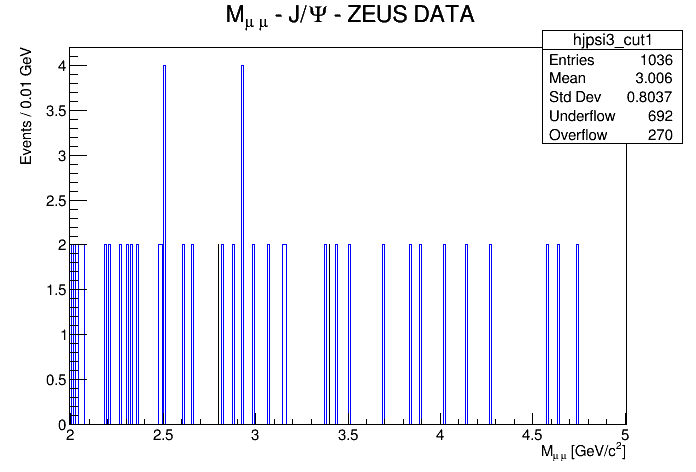 M_μ μ - J/Ψ - ZEUS DATA
hjpsi3_cut1
Entries 1036
Mean 3.006
Std Dev 0.8037
Underflow 692
Overflow 270
Events / 0.01 GeV
4
3.5
3
2.5
2
1.5
1
0.5
0
2 2.5 3 3.5 4 4.5 5
M_μ μ [GeV/c²]